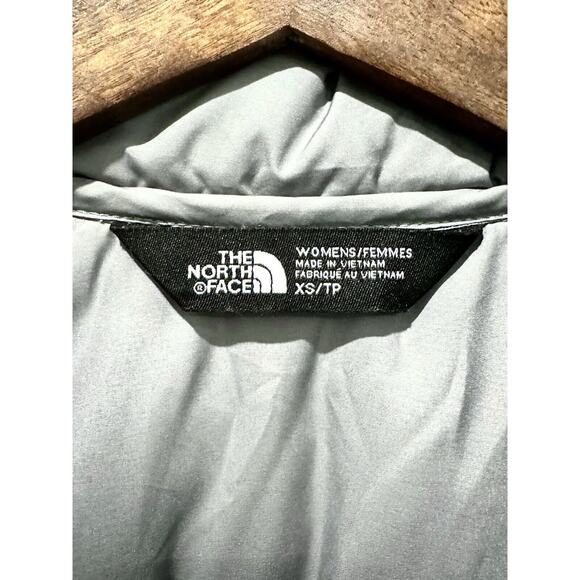 THE
NORTH
®FACE
WOMENS/FEMMES
MADE IN VIETNAM
FABRIQUÉ AU VIETNAM
XS/TP